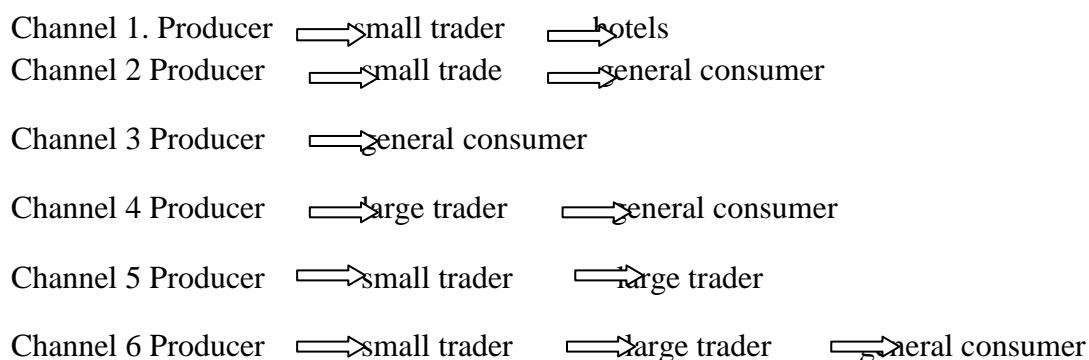 Channel 1. Producer small trader hotels
Channel 2 Producer small trade general consumer
Channel 3 Producer general consumer
Channel 4 Producer large trader general consumer
Channel 5 Producer small trader large trader
Channel 6 Producer small trader large trader general consumer